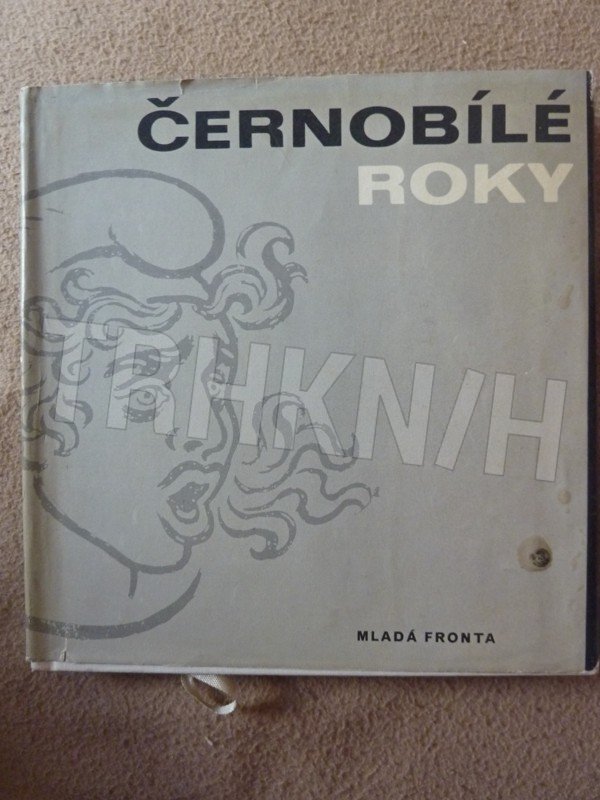 ČERNOBÍLÉ
ROKY
TRHKNIH
MLADÁ FRONTA